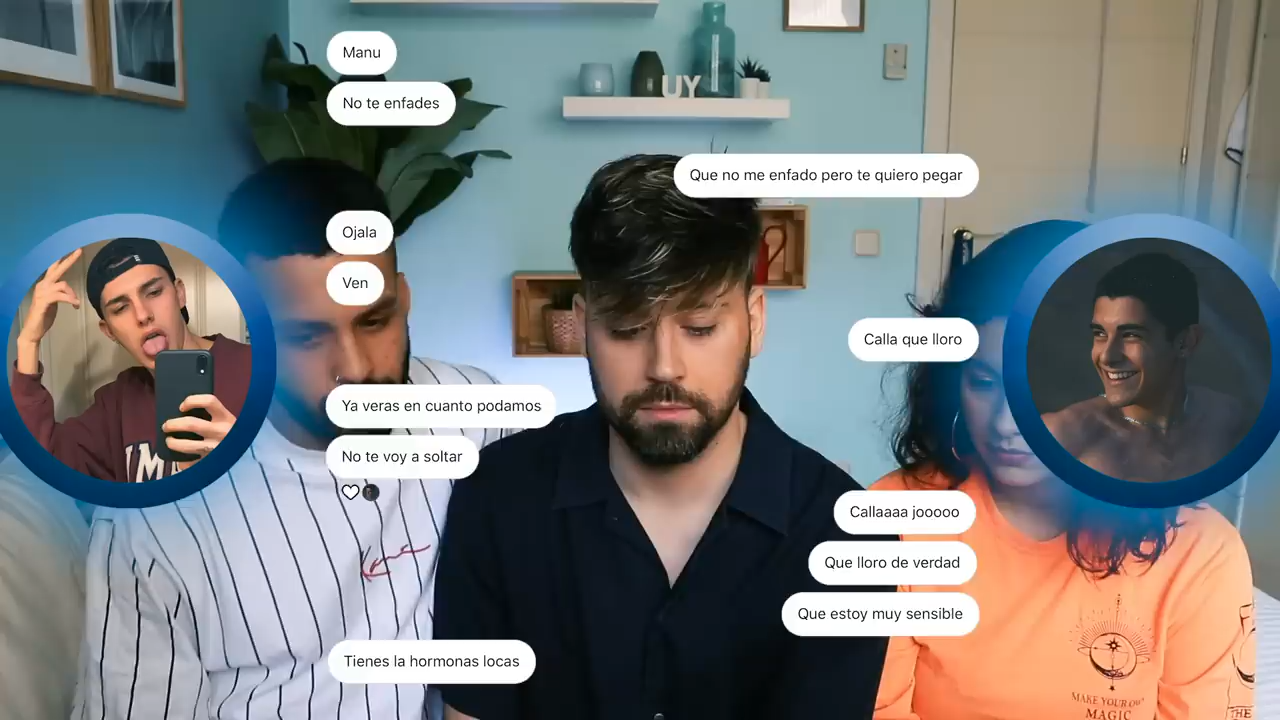 Manu
No te enfades
UY
Que no me enfado pero te quiero pegar
Ojala
Ven
Calla que lloro
Ya veras en cuanto podamos
No te voy a soltar
Callaaaa jooooo
Que lloro de verdad
Que estoy muy sensible
Tienes la hormonas locas
MAKE YOUR OWN
MAGIC
THE